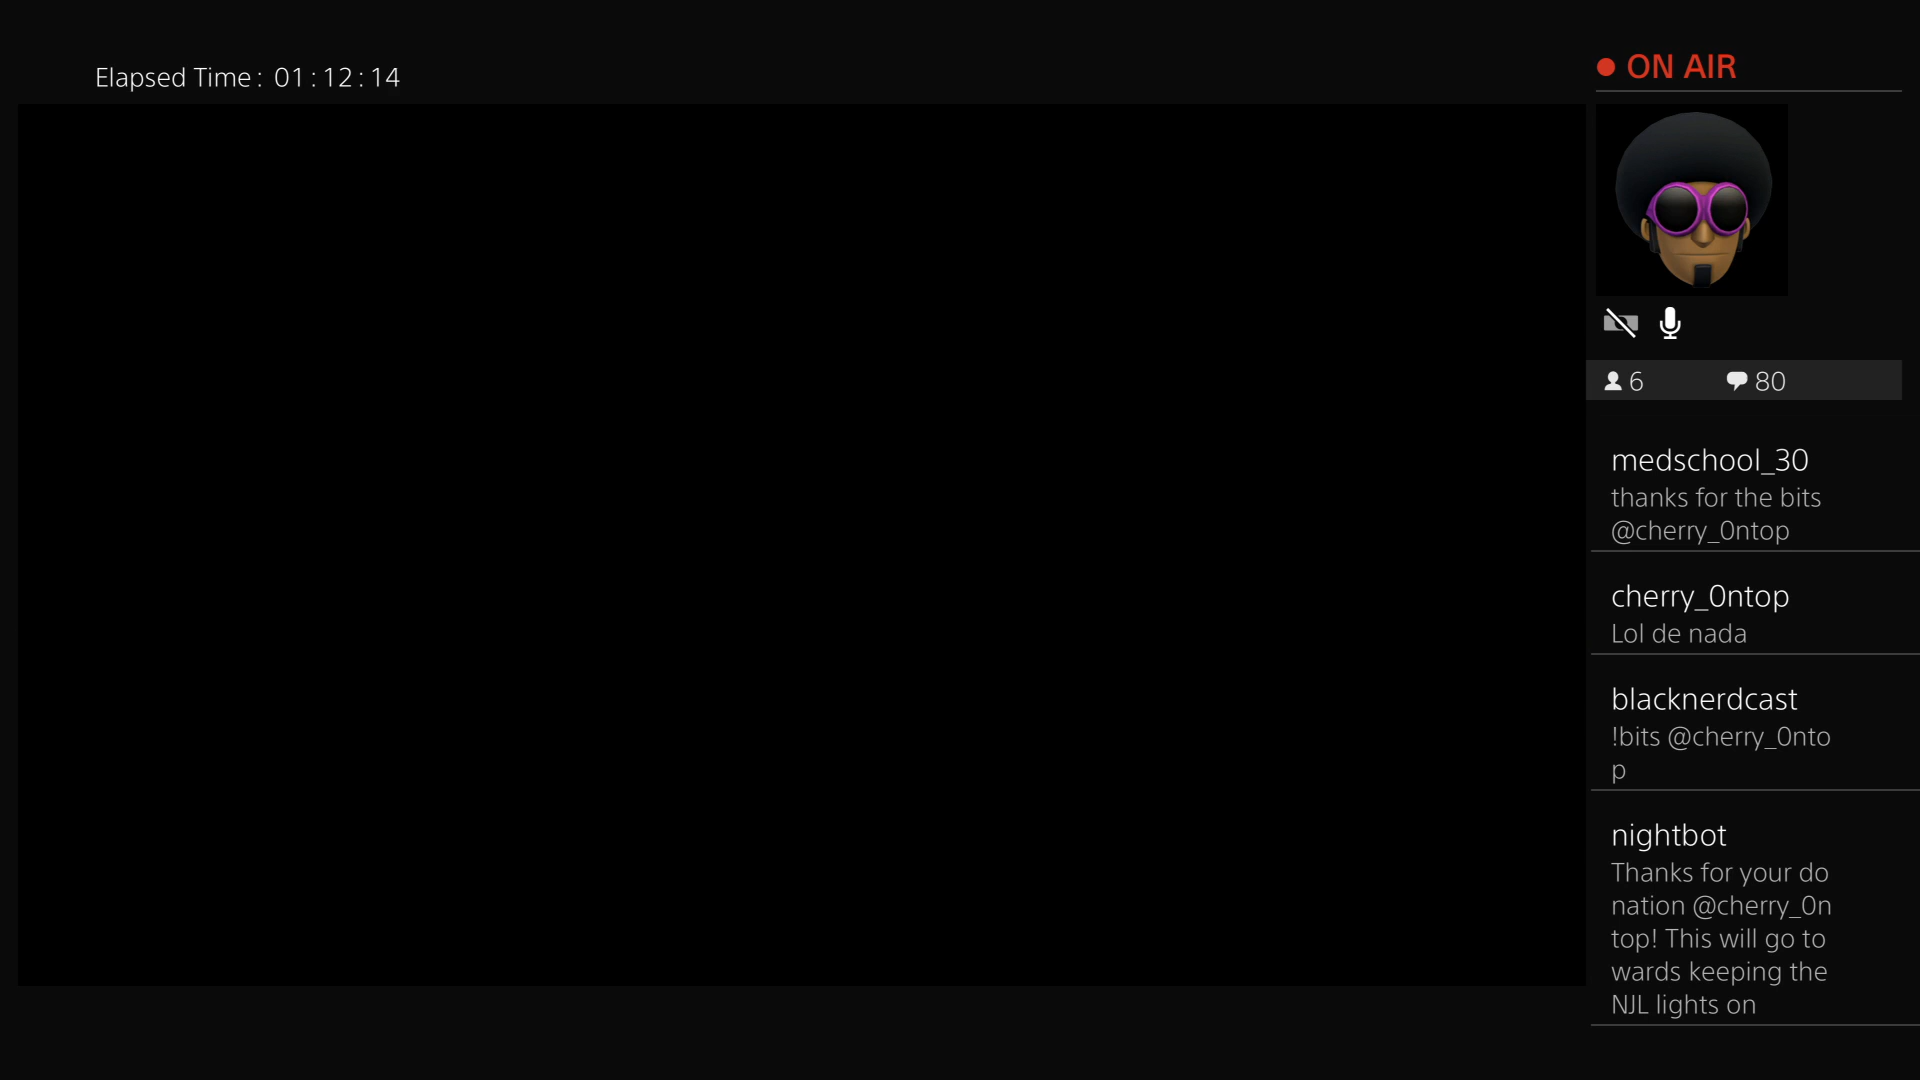 Elapsed Time: 01:12:14
ON AIR
6 80
medschool_30
thanks for the bits
@cherry_0ntop
cherry_0ntop
Lol de nada
blacknerdcast
!bits @cherry_0nto
p
nightbot
Thanks for your do
nation @cherry_0n
top! This will go to
wards keeping the
NJL lights on